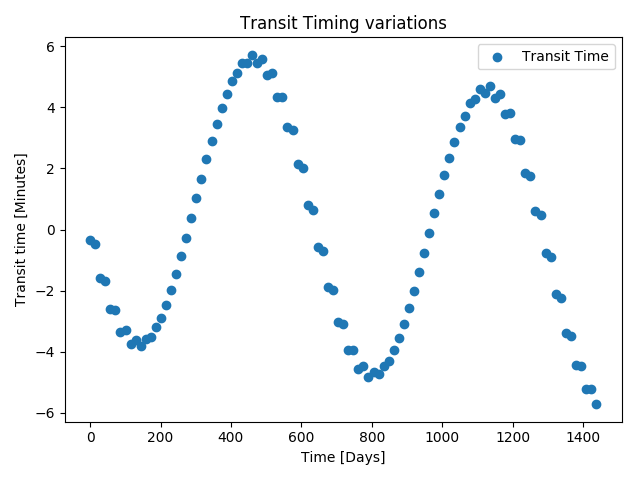 Transit Timing variations
Transit Time
Transit time [Minutes]
6
4
2
0
−2
−4
−6
0 200 400 600 800 1000 1200 1400
Time [Days]